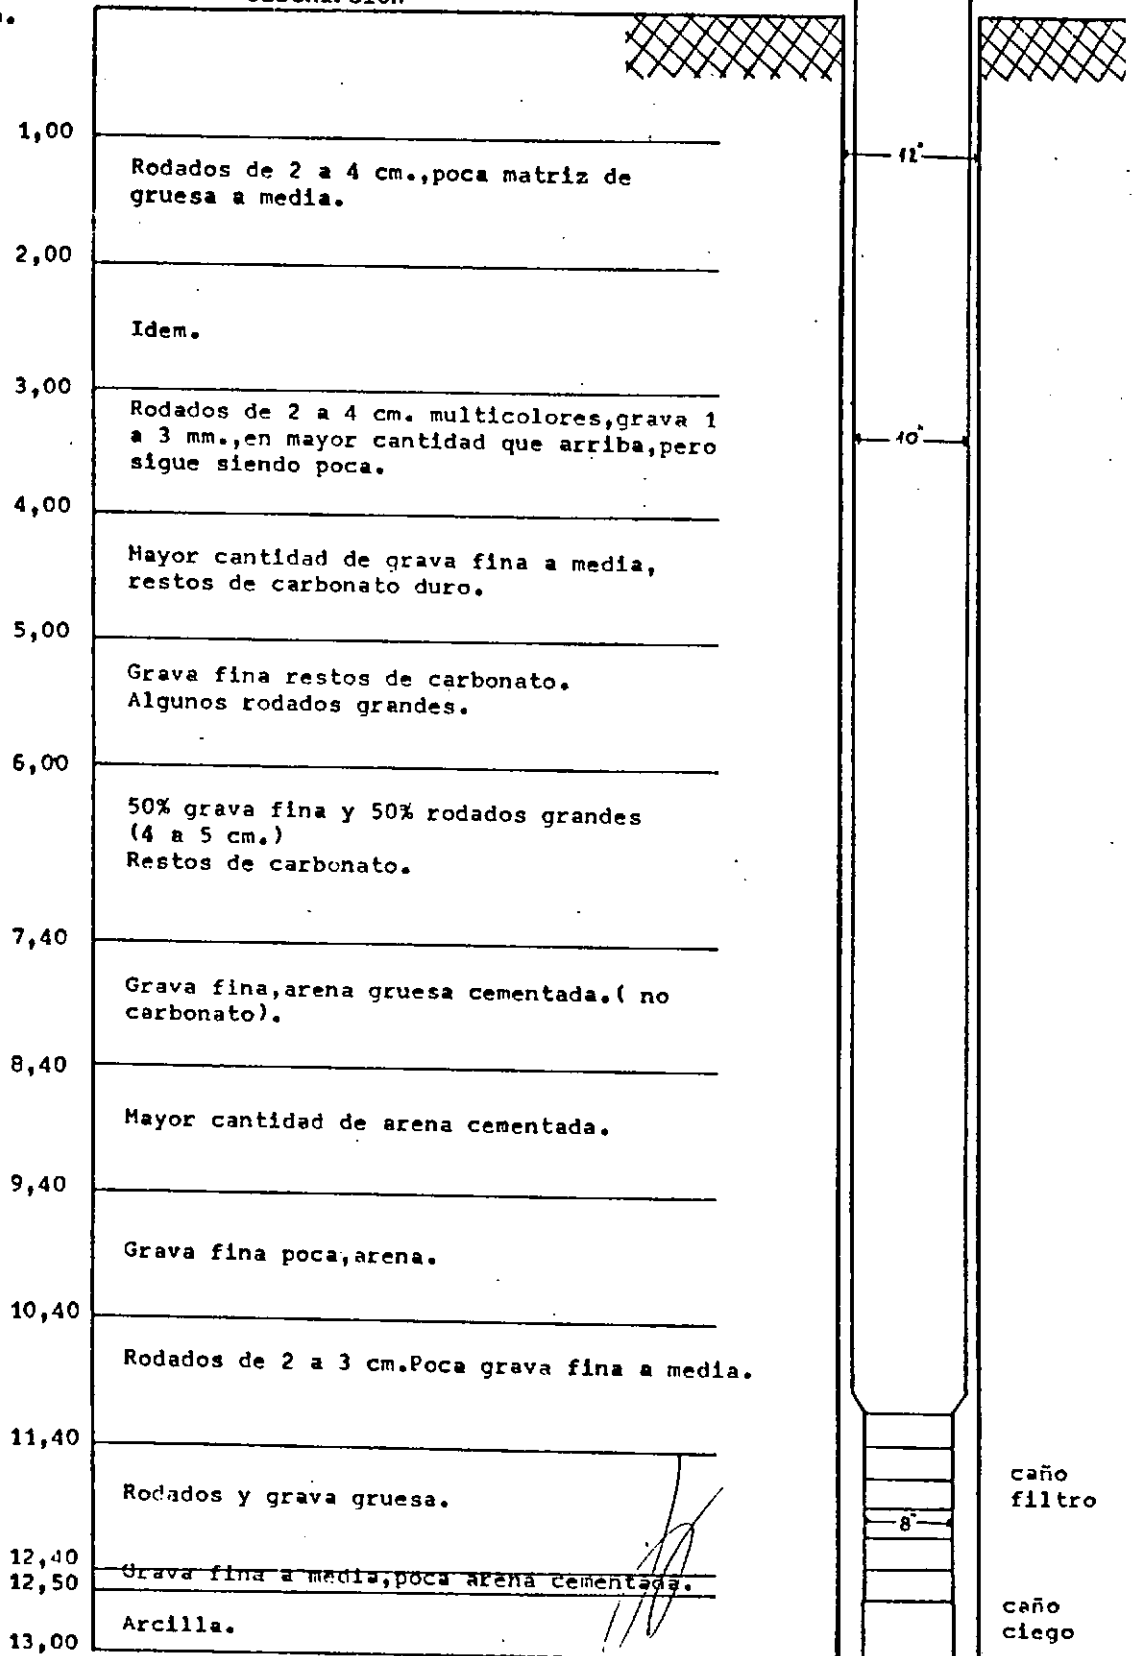 1,00
Rodados de 2 a 4 cm.,poca matriz de
gruesa a media.
2,00
Idem.
3,00
Rodados de 2 a 4 cm. multicolores,grava 1
a 3 mm.,en mayor cantidad que arriba,pero
sigue siendo poca.
4,00
Mayor cantidad de grava fina a media,
restos de carbonato duro.
5,00
Grava fina restos de carbonato.
Algunos rodados grandes.
6,00
50% grava fina y 50% rodados grandes
(4 a 5 cm.)
Restos de carbonato.
7,40
Grava fina,arena gruesa cementada.( no
carbonato).
8,40
Mayor cantidad de arena cementada.
9,40
Grava fina poca,arena.
10,40
Rodados de 2 a 3 cm.Poca grava fina a media.
11,40
Rodados y grava gruesa.
12,40
Grava fina a media,poca arena cementada.
12,50
Arcilla.
13,00
12"
10"
8"
caño
filtro
caño
ciego